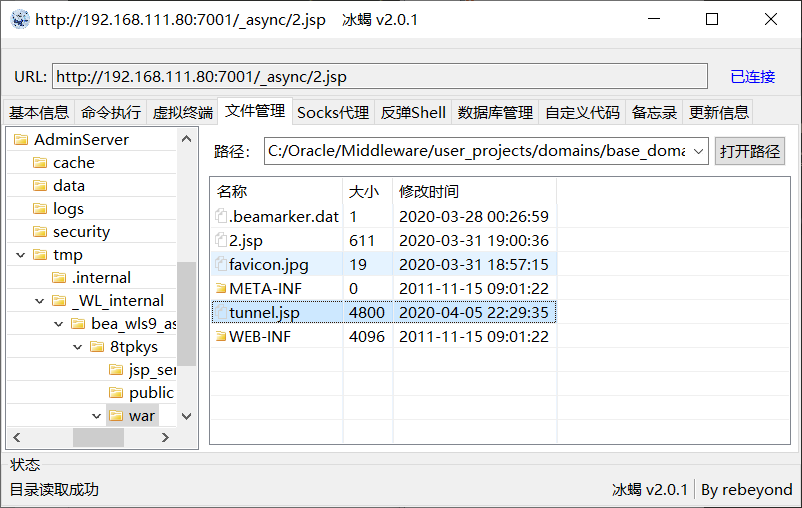 http://192.168.111.80:7001/_async/2.jsp 冰蝎 v2.0.1
URL: http://192.168.111.80:7001/_async/2.jsp 已连接
基本信息 命令执行 虚拟终端 文件管理 Socks代理 反弹Shell 数据库管理 自定义代码 备忘录 更新信息
AdminServer
cache
data
logs
security
tmp
.internal
_WL_internal
bea_wls9_as
8tpkys
jsp_ser
public
war
路径: C:/Oracle/Middleware/user_projects/domains/base_doma 打开路径
名称 大小 修改时间
.beamarker.dat 1 2020-03-28 00:26:59
2.jsp 611 2020-03-31 19:00:36
favicon.jpg 19 2020-03-31 18:57:15
META-INF 0 2011-11-15 09:01:22
tunnel.jsp 4800 2020-04-05 22:29:35
WEB-INF 4096 2011-11-15 09:01:22
状态
目录读取成功 冰蝎 v2.0.1 By rebeyond